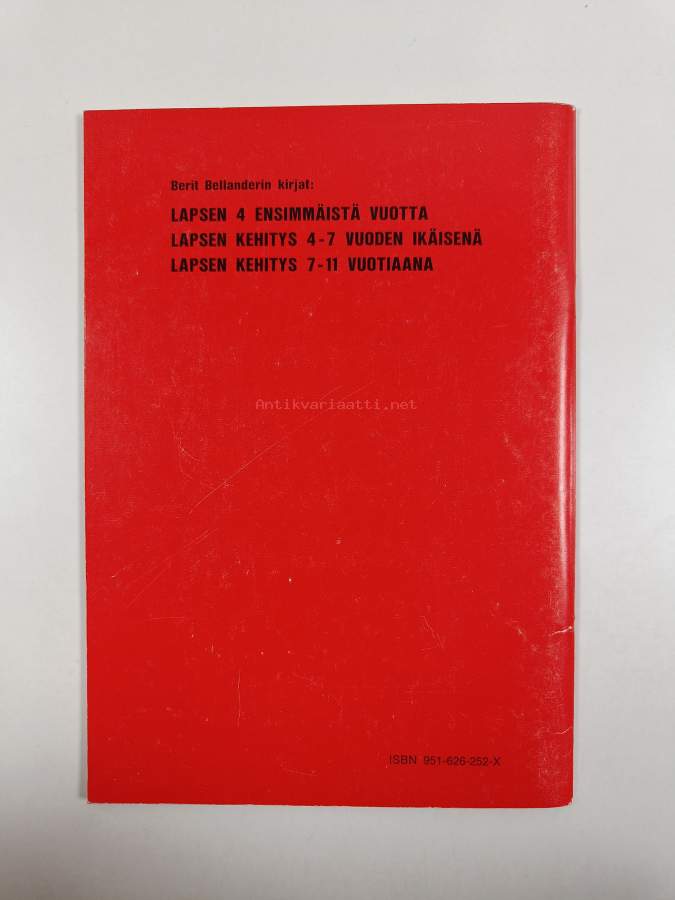 Berit Bellanderin kirjat:
LAPSEN 4 ENSIMMÄISTÄ VUOTTA
LAPSEN KEHITYS 4-7 VUODEN IKÄISENÄ
LAPSEN KEHITYS 7-11 VUOTIAANA
Antikvariaatti.net
ISBN 951-626-252-X